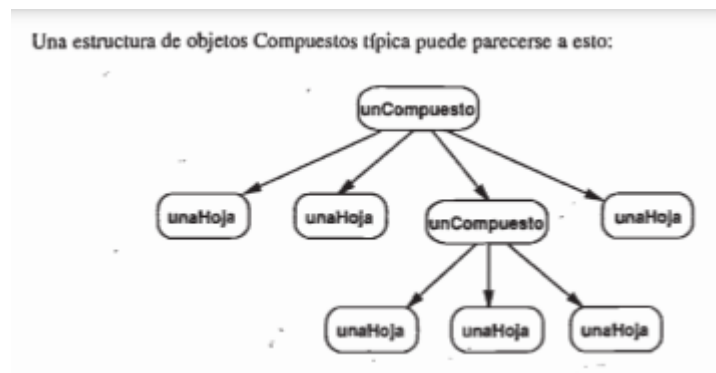 Una estructura de objetos Compuestos típica puede parecerse a esto:
unCompuesto
unaHoja
unaHoja
unCompuesto
unaHoja
unaHoja
unaHoja
unaHoja